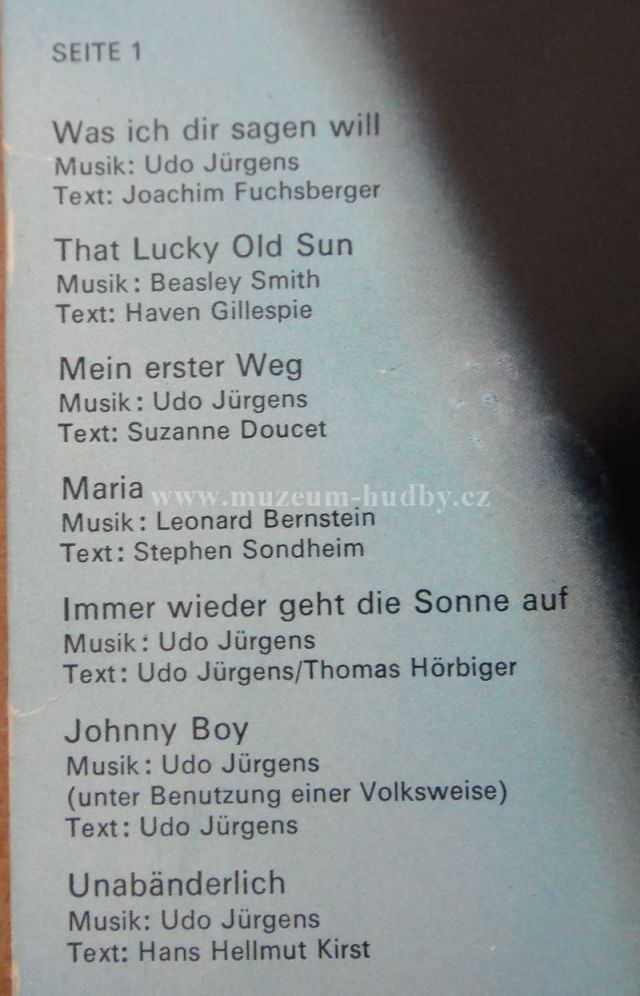 SEITE 1
Was ich dir sagen will
Musik: Udo Jürgens
Text: Joachim Fuchsberger
That Lucky Old Sun
Musik: Beasley Smith
Text: Haven Gillespie
Mein erster Weg
Musik: Udo Jürgens
Text: Suzanne Doucet
Maria
www.muzeum-hudby.cz
Musik: Leonard Bernstein
Text: Stephen Sondheim
Immer wieder geht die Sonne auf
Musik: Udo Jürgens
Text: Udo Jürgens/Thomas Hörbiger
Johnny Boy
Musik: Udo Jürgens
(unter Benutzung einer Volksweise)
Text: Udo Jürgens
Unabänderlich
Musik: Udo Jürgens
Text: Hans Hellmut Kirst